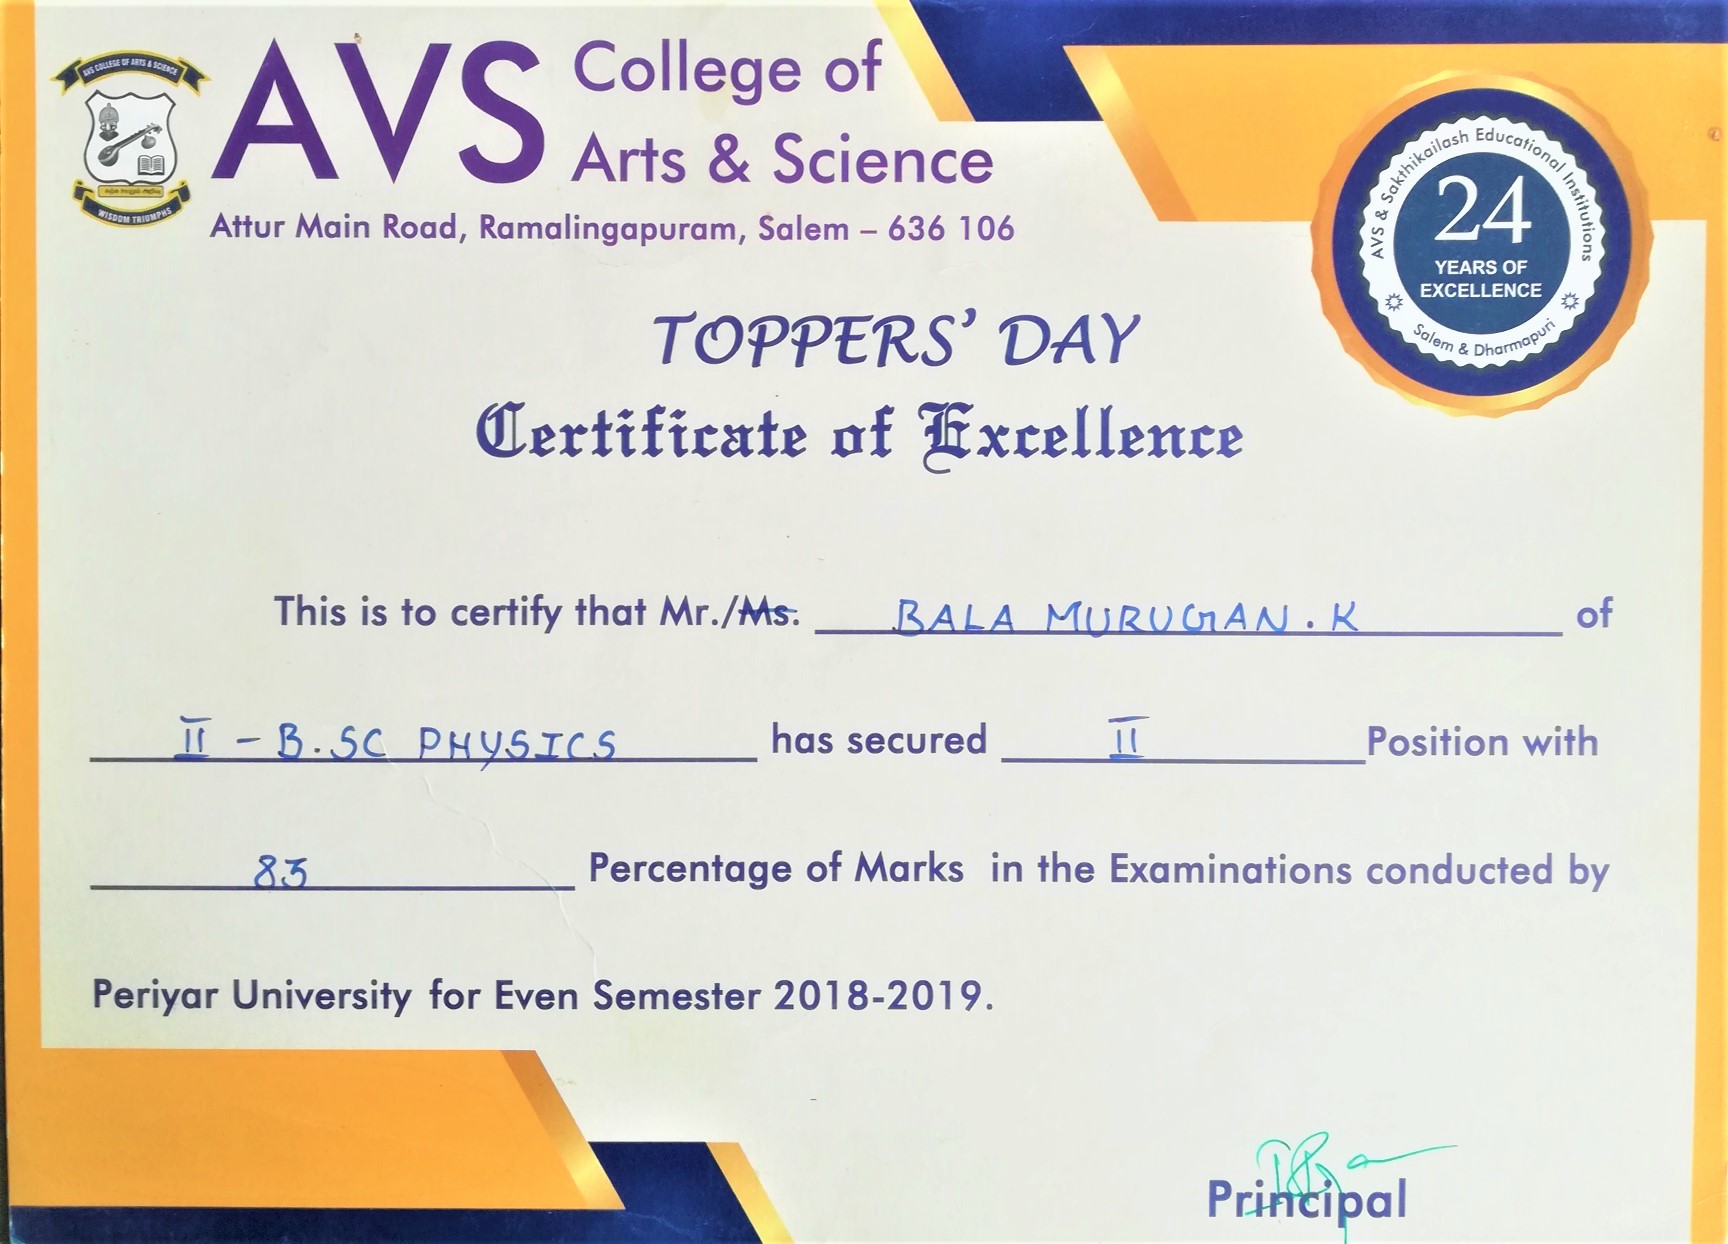 AVS COLLEGE OF ARTS & SCIENCE
WISDOM TRIUMPHS
AVS College of
Arts & Science
Attur Main Road, Ramalingapuram, Salem – 636 106
AVS & Sakthikailash Educational Institutions
24
YEARS OF
EXCELLENCE
Salem & Dharmapuri
TOPPERS' DAY
Certificate of Excellence
This is to certify that Mr./Ms. BALA MURUGAN . K of
II - B.SC PHYSICS has secured II Position with
83 Percentage of Marks in the Examinations conducted by
Periyar University for Even Semester 2018-2019.
Principal